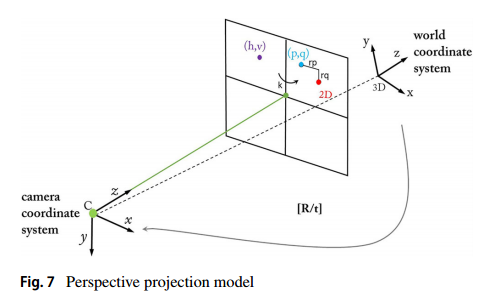 (h,v)
(p,q)
rp
rq
k
2D
y
z
x
3D
world
coordinate
system
camera
coordinate
system
C
z
x
y
[R/t]
Fig. 7 Perspective projection model